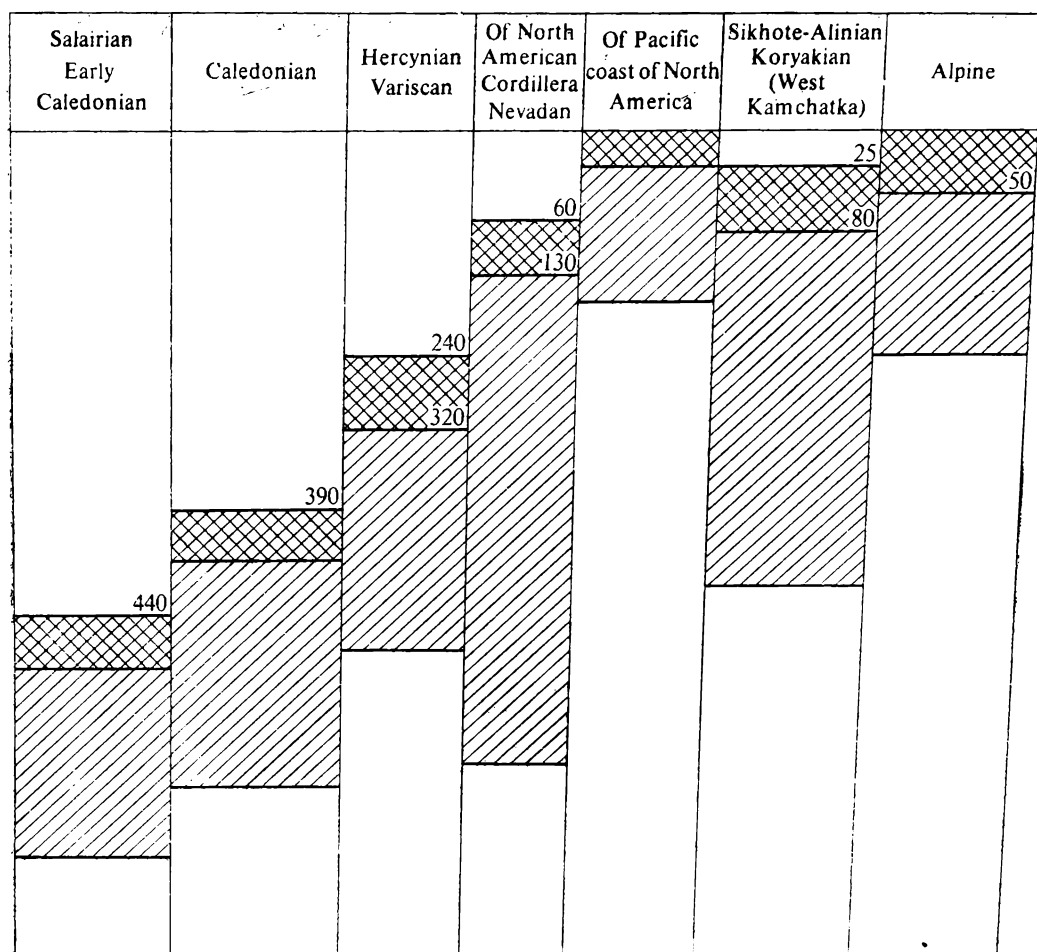 Salairian
Early
Caledonian
Caledonian
Hercynian
Variscan
Of North
American
Cordillera
Nevadan
Of Pacific
coast of North
America
Sikhote-Alinian
Koryakian
(West
Kamchatka)
Alpine
25
50
60
80
130
240
320
390
440